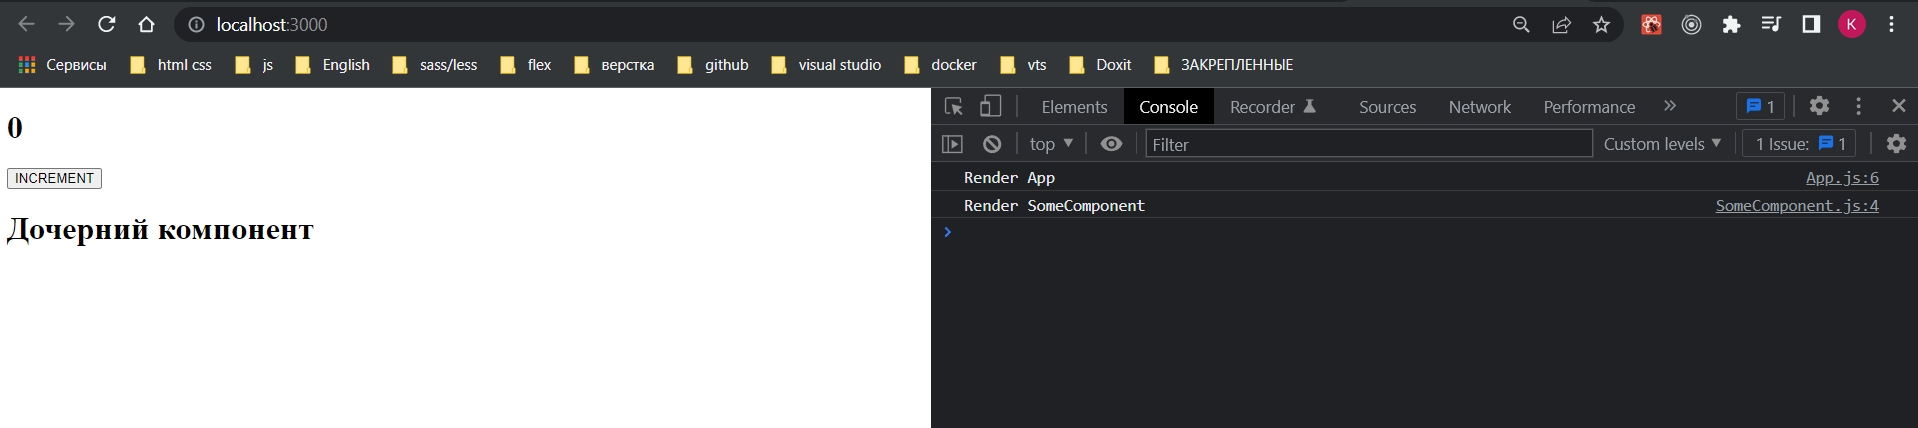 localhost:3000
K
Сервисы html css js English sass/less flex верстка github visual studio docker vts Doxit ЗАКРЕПЛЕННЫЕ
0
INCREMENT
Дочерний компонент
Elements Console Recorder Sources Network Performance 1
top Filter Custom levels 1 Issue: 1
Render App App.js:6
Render SomeComponent SomeComponent.js:4